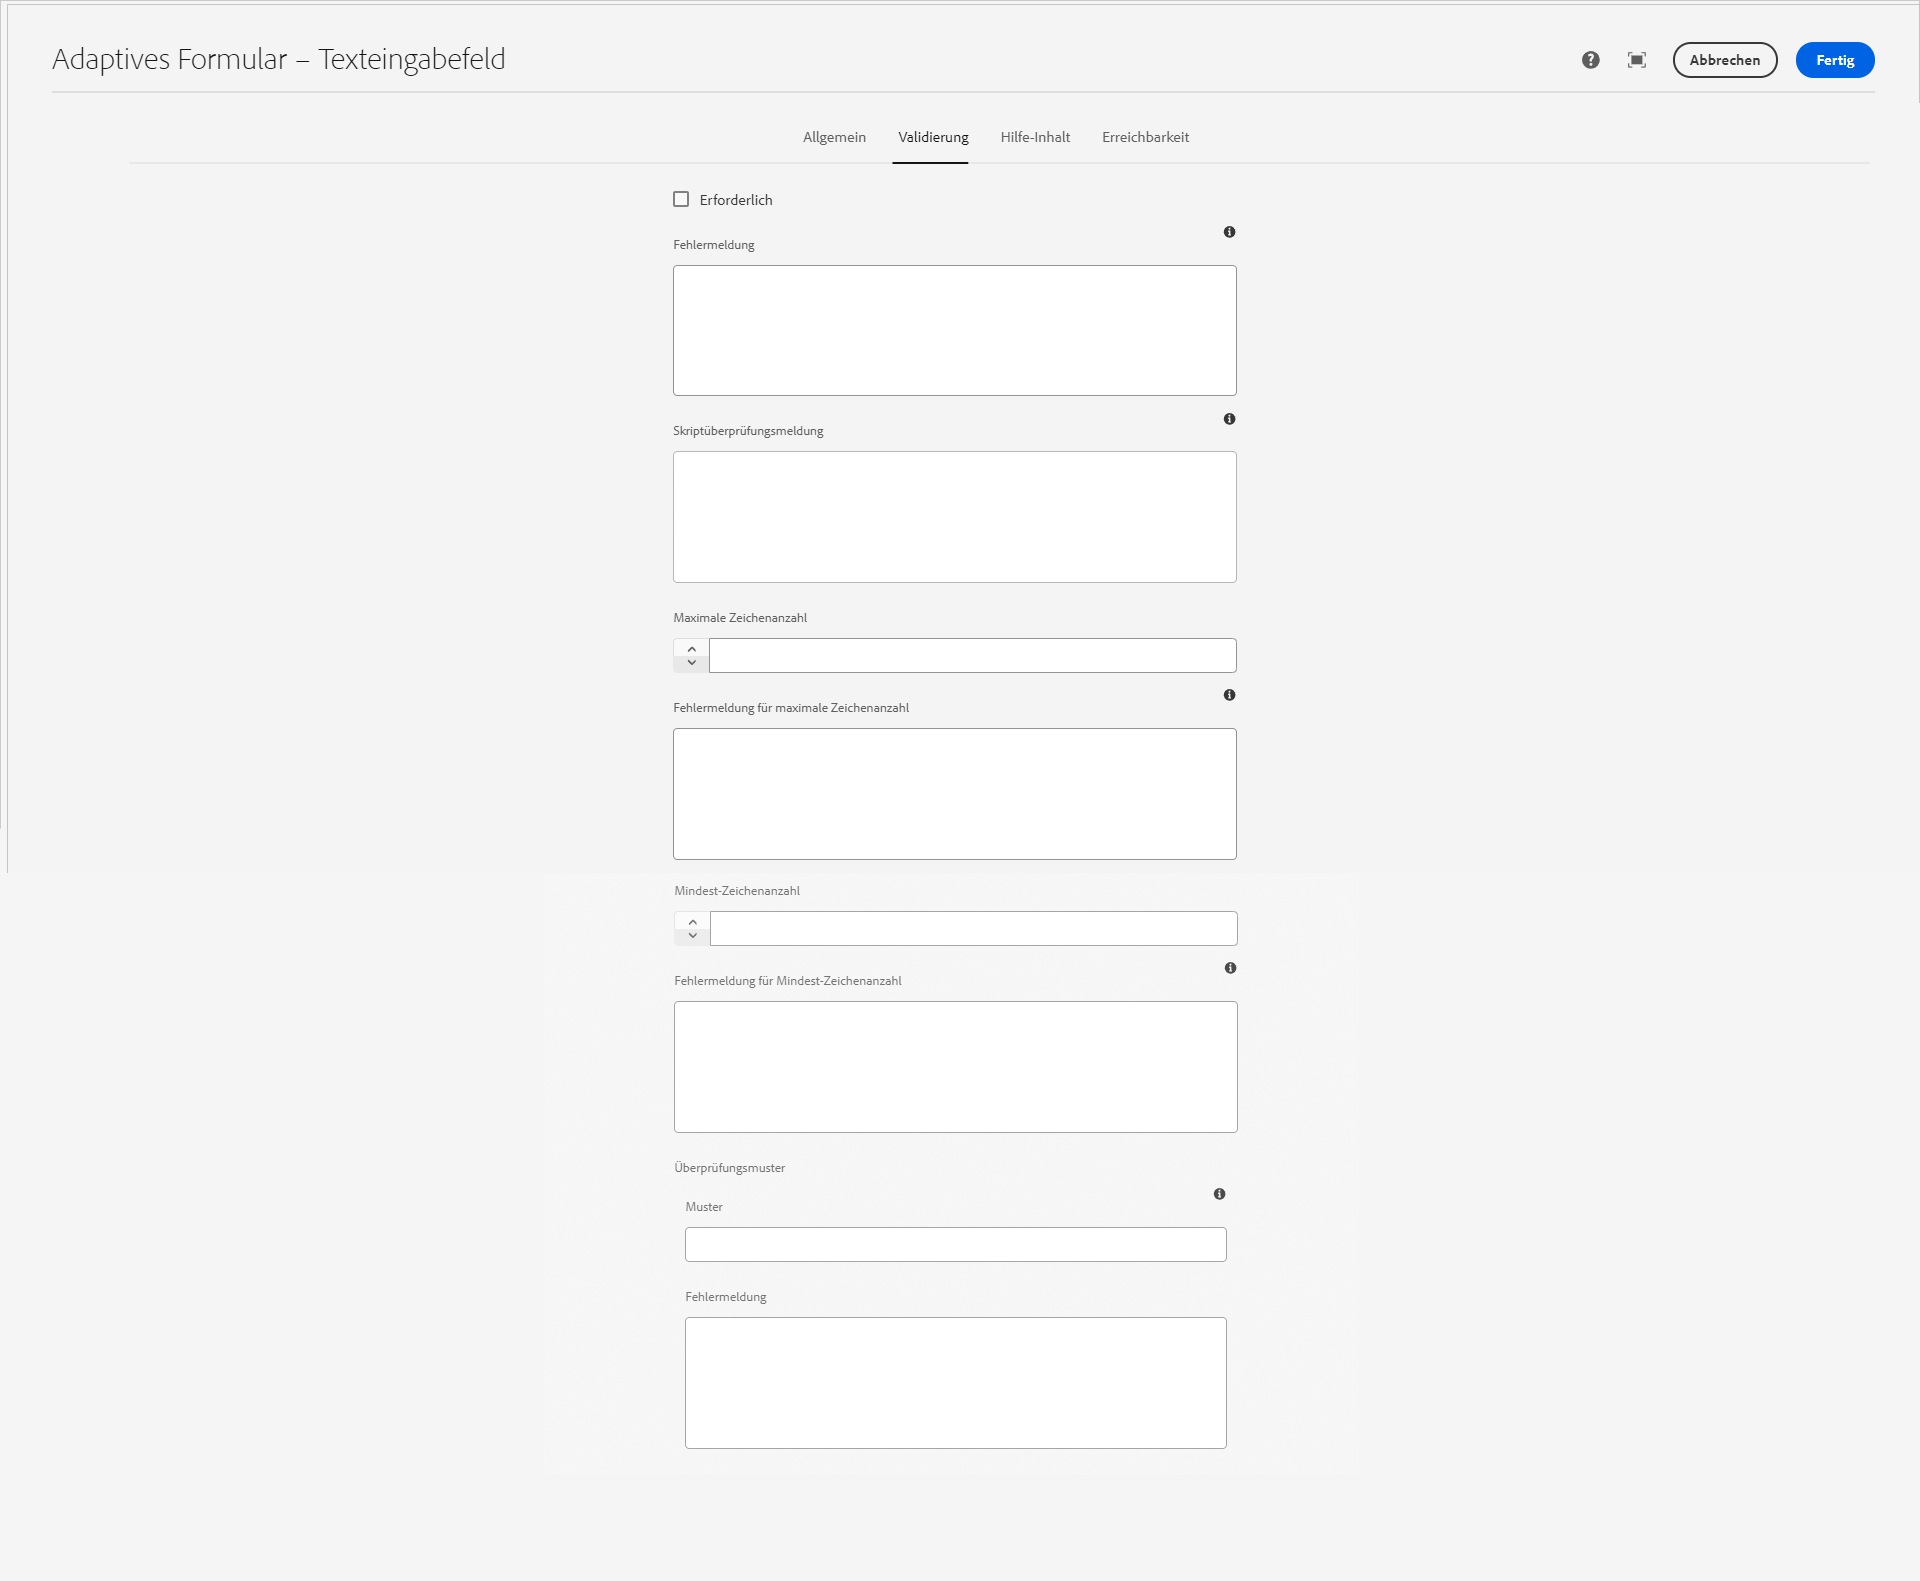 Adaptives Formular – Texteingabefeld
Abbrechen
Fertig
Allgemein
Validierung
Hilfe-Inhalt
Erreichbarkeit
Erforderlich
Fehlermeldung
Skriptüberprüfungsmeldung
Maximale Zeichenanzahl
Fehlermeldung für maximale Zeichenanzahl
Mindest-Zeichenanzahl
Fehlermeldung für Mindest-Zeichenanzahl
Überprüfungsmuster
Muster
Fehlermeldung